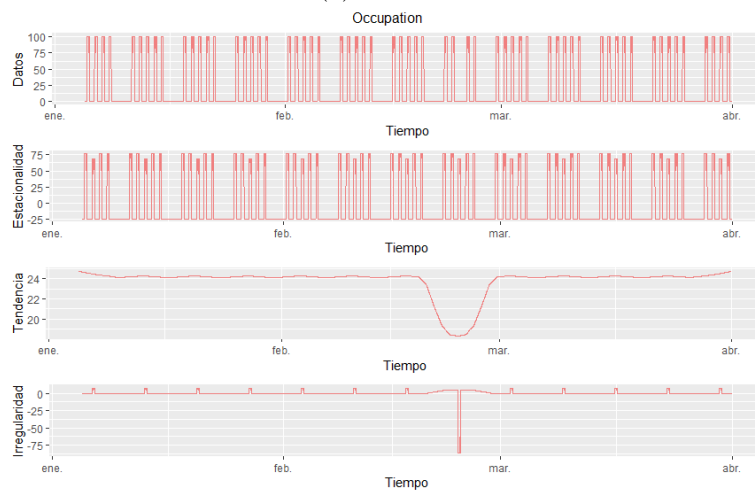 Occupation
Datos
100
75
50
25
0
ene.
feb.
mar.
abr.
Tiempo
Estacionalidad
75
50
25
0
-25
ene.
feb.
mar.
abr.
Tiempo
Tendencia
24
22
20
ene.
feb.
mar.
abr.
Tiempo
Irregularidad
0
-25
-50
-75
ene.
feb.
mar.
abr.
Tiempo